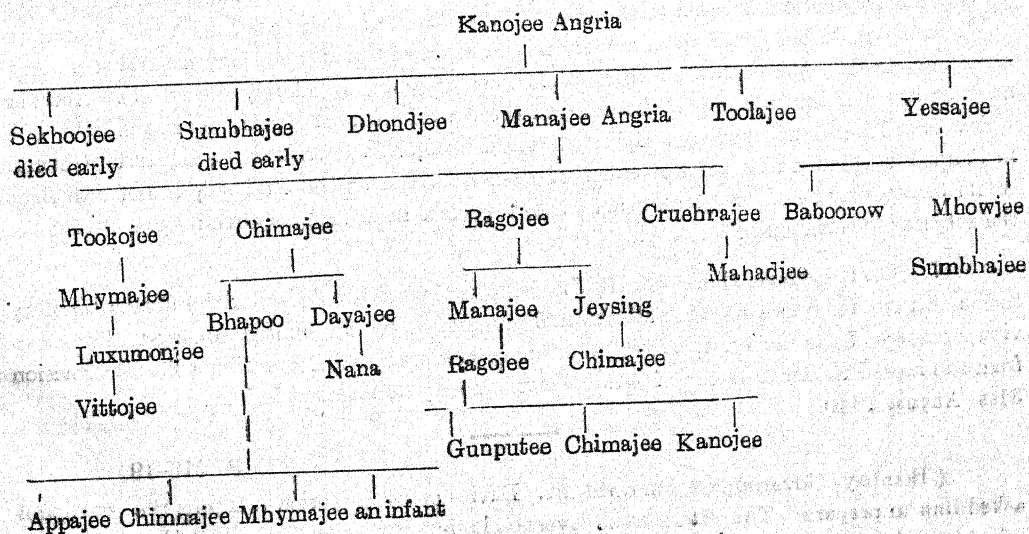 Kanojee Angria
Sekhoojee Sumbhajee Dhondjee Manajee Angria Toolajee Yessajee
died early died early
Tookojee Chimajee Ragojee Cruehnajee Baboorow Mhowjee
Mhymajee Mahadjee Sumbhajee
Bhapoo Dayajee Manajee Jeysing
Luxumonjee Nana Ragojee Chimajee
Vittojee
Gunputee Chimajee Kanojee
Appajee Chimnajee Mhymajee an infant